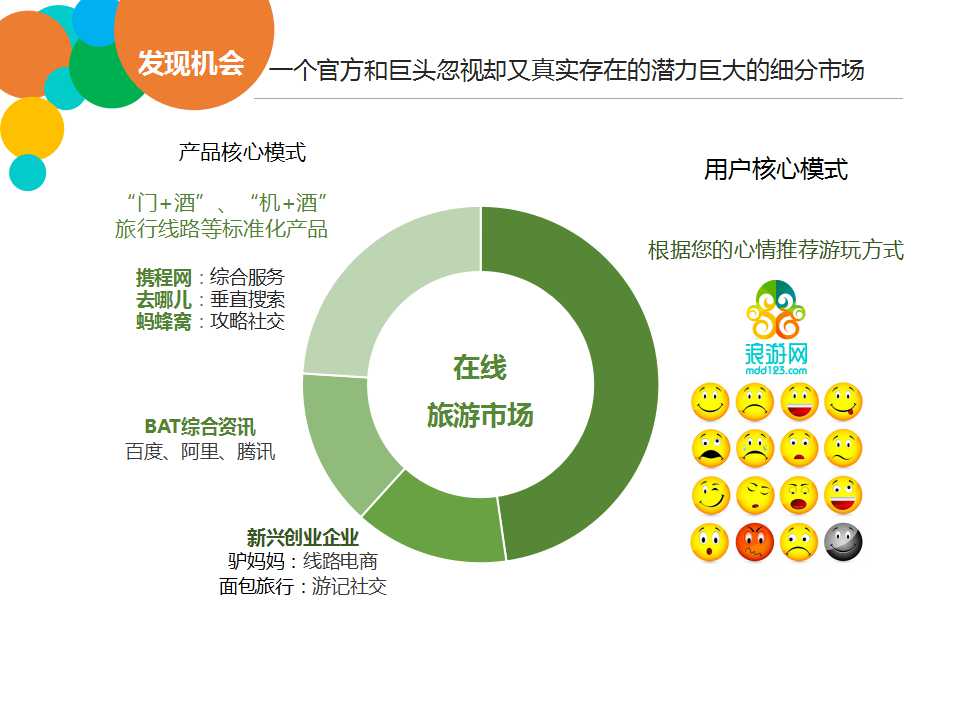 发现机会
一个官方和巨头忽视却又真实存在的潜力巨大的细分市场
产品核心模式
“门+酒”、“机+酒”
旅行线路等标准化产品
携程网：综合服务
去哪儿：垂直搜索
蚂蜂窝：攻略社交
BAT综合资讯
百度、阿里、腾讯
新兴创业企业
驴妈妈：线路电商
面包旅行：游记社交
在线
旅游市场
用户核心模式
根据您的心情推荐游玩方式
浪游网
mdd123.com